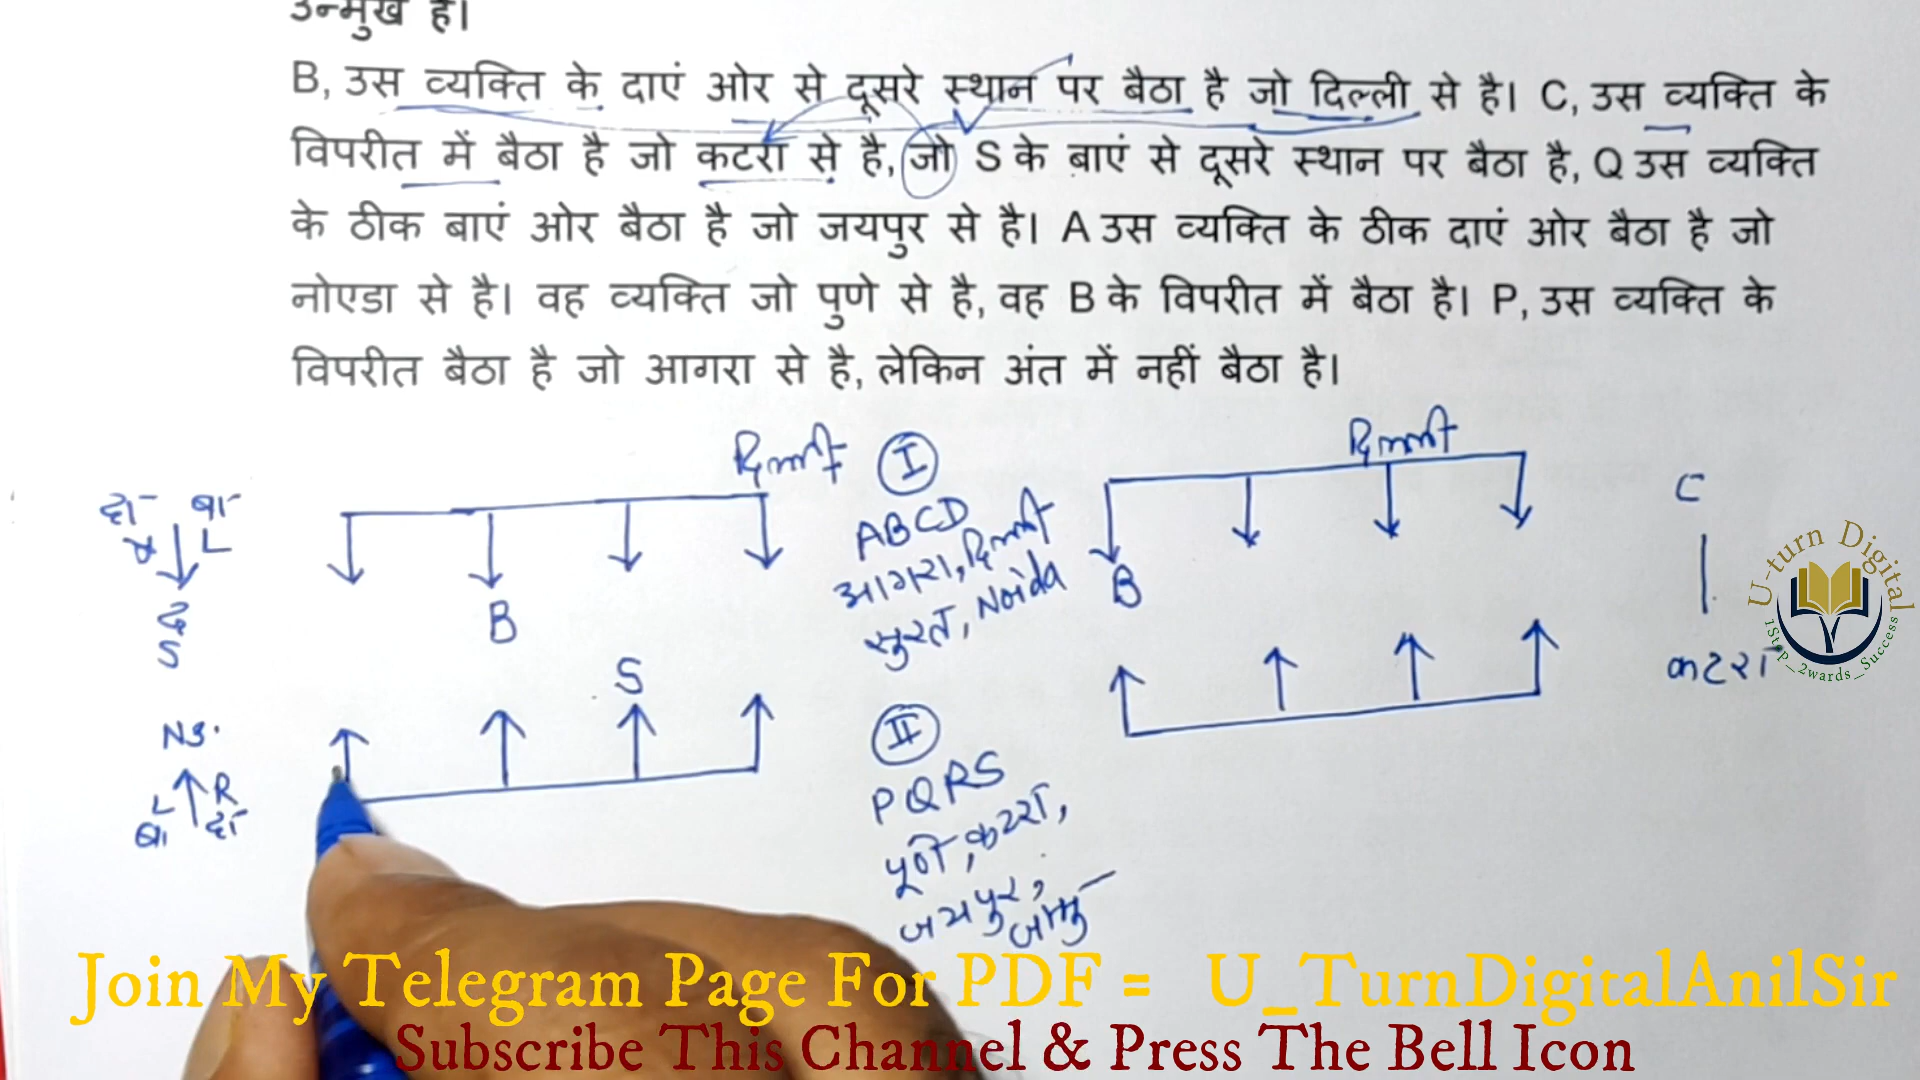 उन्मुख है।
B, उस व्यक्ति के दाएं ओर से दूसरे स्थान पर बैठा है जो दिल्ली से है। C, उस व्यक्ति के
विपरीत में बैठा है जो कटरा से है, जो S के बाएं से दूसरे स्थान पर बैठा है, Q उस व्यक्ति
के ठीक बाएं ओर बैठा है जो जयपुर से है। A उस व्यक्ति के ठीक दाएं ओर बैठा है जो
नोएडा से है। वह व्यक्ति जो पुणे से है, वह B के विपरीत में बैठा है। P, उस व्यक्ति के
विपरीत बैठा है जो आगरा से है, लेकिन अंत में नहीं बैठा है।
दिल्ली
I
दिल्ली
दा बा
L
द
S
B
ABCD
आगरा, दिल्ली
सुरत, Noida
B
C
कटरा
S
N उ.
L R
बा दा
II
PQRS
पूणे, कटरा,
जयपुर,
जम्मु
U-turn Digital
1Step_2wards_Success
Join My Telegram Page For PDF = U_TurnDigitalAnilSir
Subscribe This Channel & Press The Bell Icon